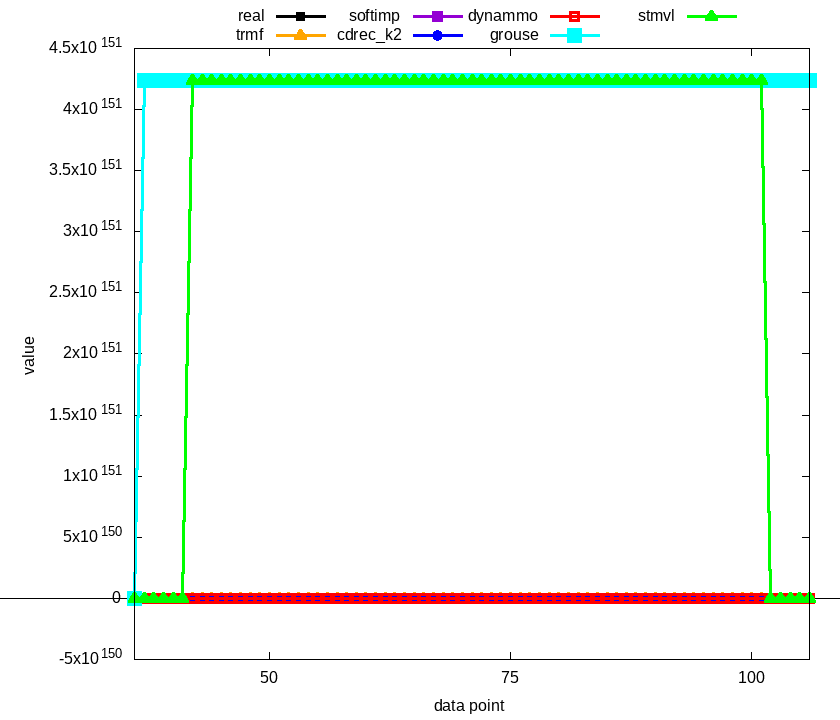 real softimp dynammo stmvl
trmf cdrec_k2 grouse
4.5x10^151
4x10^151
3.5x10^151
3x10^151
2.5x10^151
2x10^151
1.5x10^151
1x10^151
5x10^150
0
-5x10^150
value
50 75 100
data point